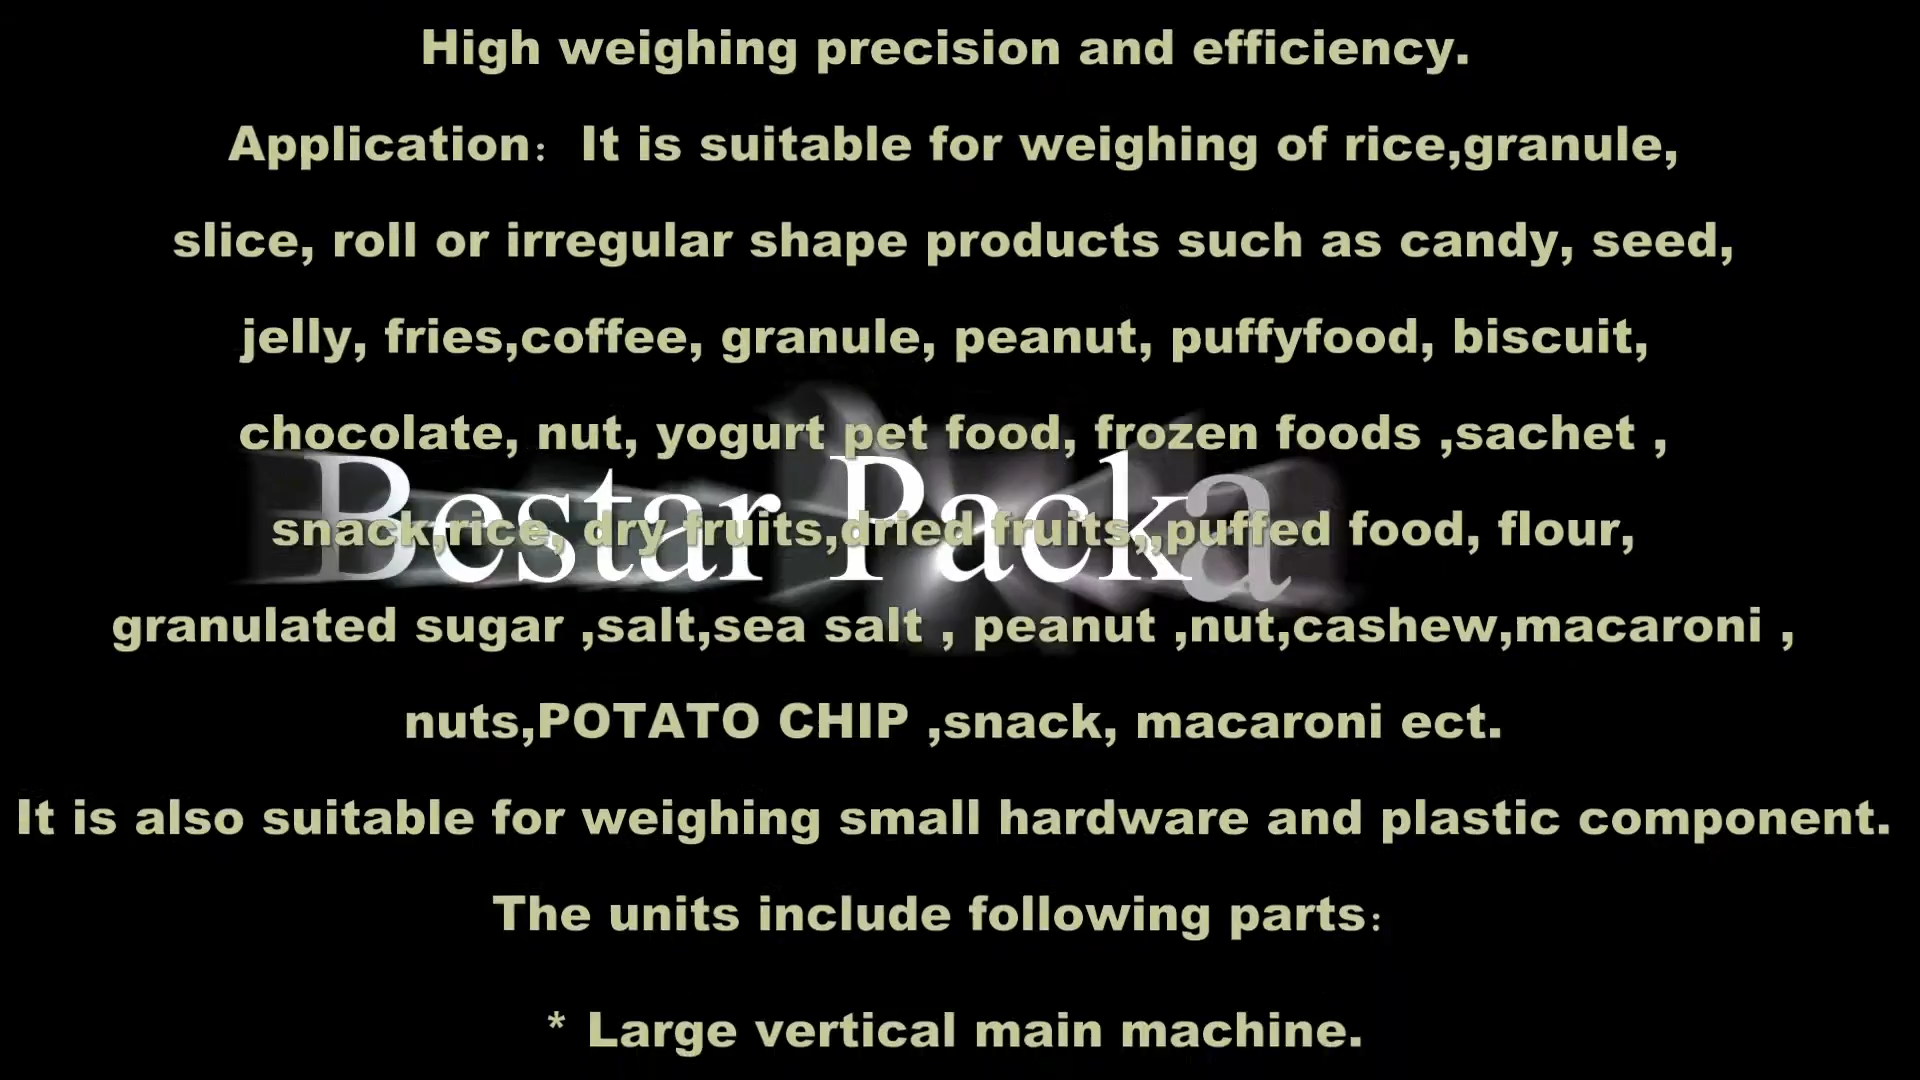 High weighing precision and efficiency.
Application：It is suitable for weighing of rice,granule,
slice, roll or irregular shape products such as candy, seed,
jelly, fries,coffee, granule, peanut, puffyfood, biscuit,
chocolate, nut, yogurt pet food, frozen foods ,sachet ,
Bestar Packa
snack,rice, dry fruits,dried fruits,,puffed food, flour,
granulated sugar ,salt,sea salt , peanut ,nut,cashew,macaroni ,
nuts,POTATO CHIP ,snack, macaroni ect.
It is also suitable for weighing small hardware and plastic component.
The units include following parts：
* Large vertical main machine.